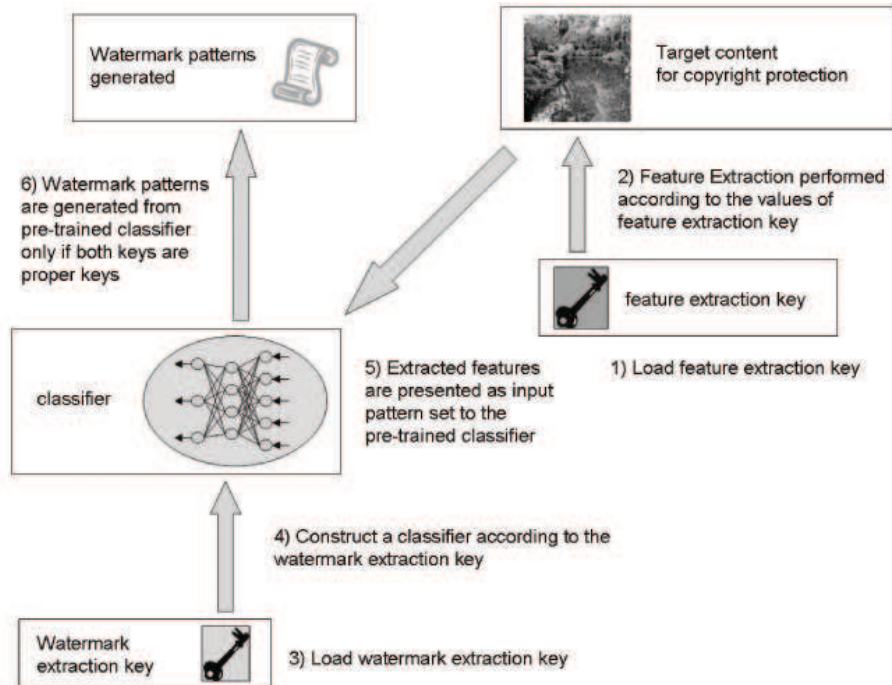 Watermark patterns
generated
Target content
for copyright protection
6) Watermark patterns
are generated from
pre-trained classifier
only if both keys are
proper keys
2) Feature Extraction performed
according to the values of
feature extraction key
feature extraction key
1) Load feature extraction key
classifier
5) Extracted features
are presented as input
pattern set to the
pre-trained classifier
4) Construct a classifier according to the
watermark extraction key
Watermark
extraction key
3) Load watermark extraction key